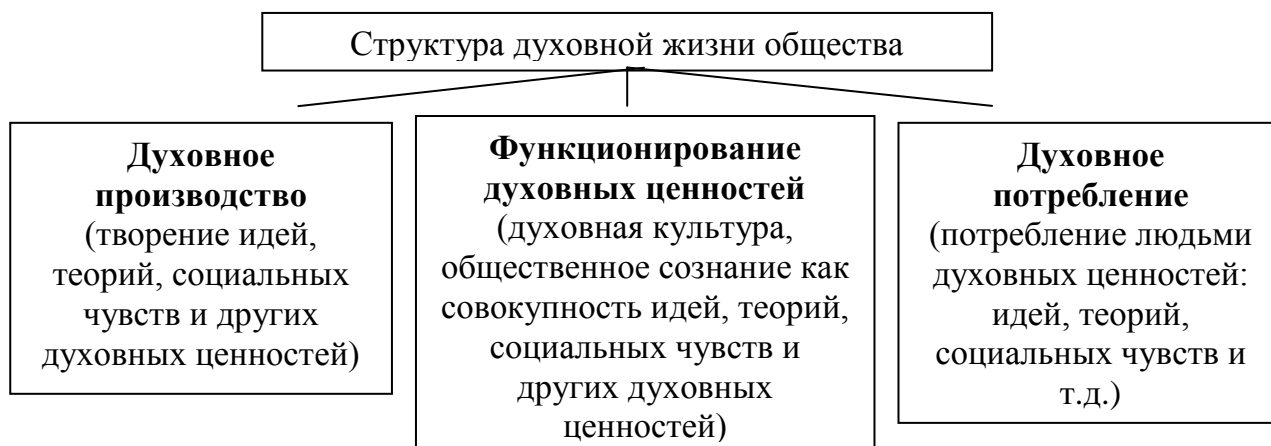 Структура духовной жизни общества
Духовное
производство
(творение идей,
теорий, социальных
чувств и других
духовных ценностей)
Функционирование
духовных ценностей
(духовная культура,
общественное сознание как
совокупность идей, теорий,
социальных чувств и
других духовных
ценностей)
Духовное
потребление
(потребление людьми
духовных ценностей:
идей, теорий,
социальных чувств и
т.д.)